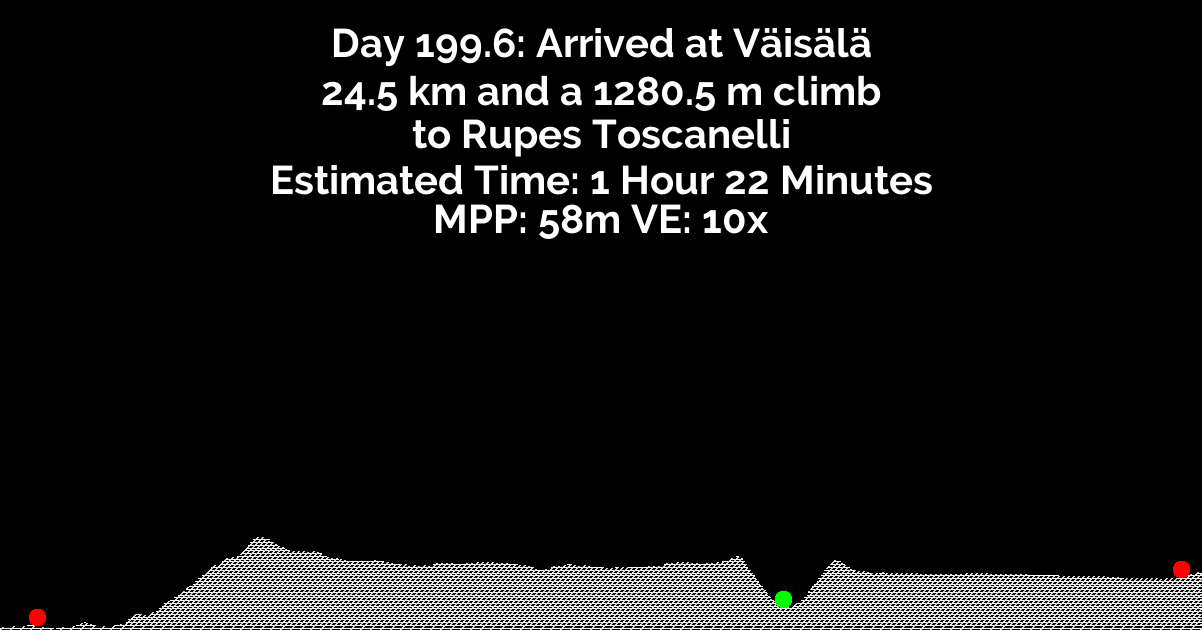 Day 199.6: Arrived at Väisälä
24.5 km and a 1280.5 m climb
to Rupes Toscanelli
Estimated Time: 1 Hour 22 Minutes
MPP: 58m VE: 10x